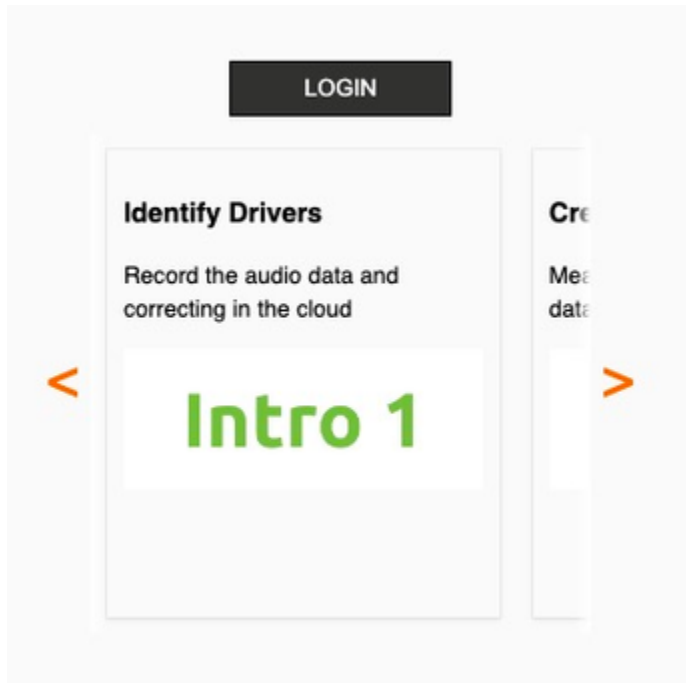 LOGIN
Identify Drivers
Record the audio data and
correcting in the cloud
<
Intro 1
>